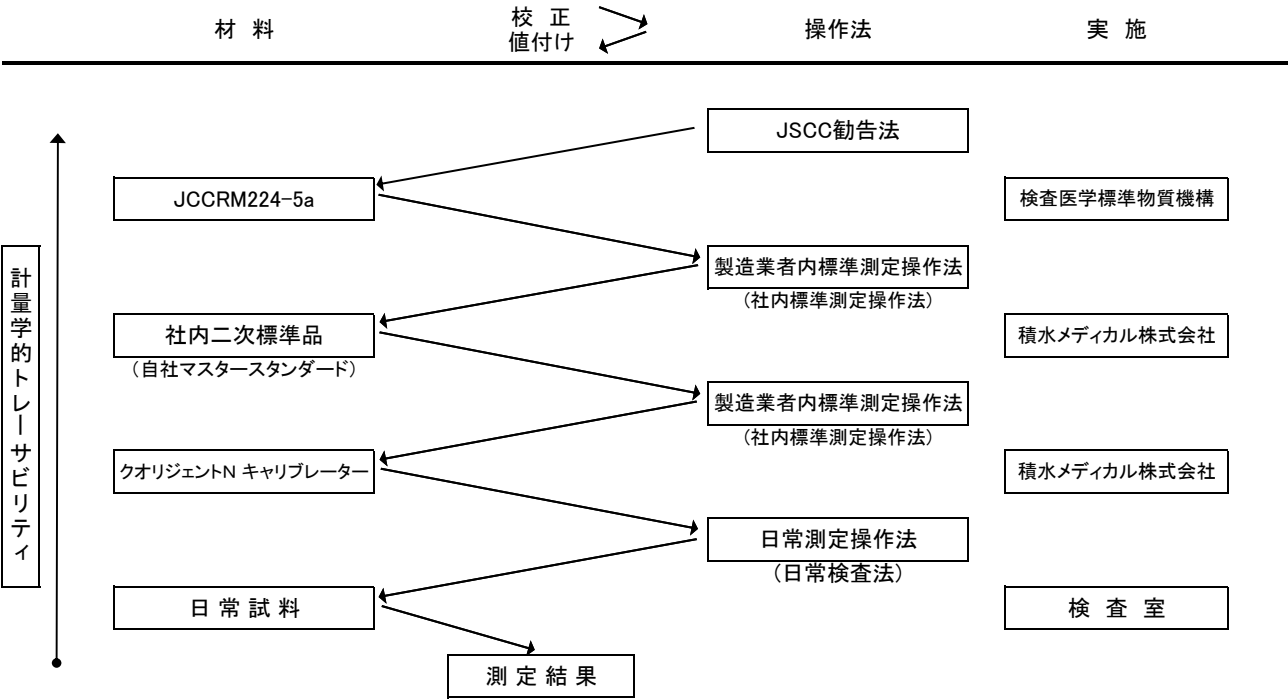 材 料
校 正
値付け
操作法
実 施
JSCC勧告法
JCCRM224-5a
検査医学標準物質機構
製造業者内標準測定操作法
(社内標準測定操作法)
社内二次標準品
(自社マスタースタンダード)
積水メディカル株式会社
製造業者内標準測定操作法
(社内標準測定操作法)
クオリジェントN キャリブレーター
積水メディカル株式会社
日常測定操作法
(日常検査法)
日 常 試 料
検 査 室
測 定 結 果
計量学的トレーサビリティ